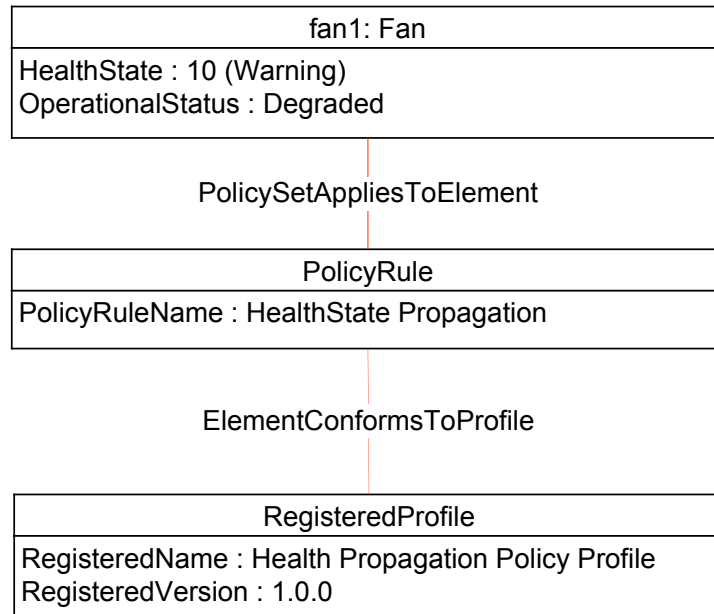 fan1: Fan
HealthState : 10 (Warning)
OperationalStatus : Degraded
PolicySetAppliesToElement
PolicyRule
PolicyRuleName : HealthState Propagation
ElementConformsToProfile
RegisteredProfile
RegisteredName : Health Propagation Policy Profile
RegisteredVersion : 1.0.0